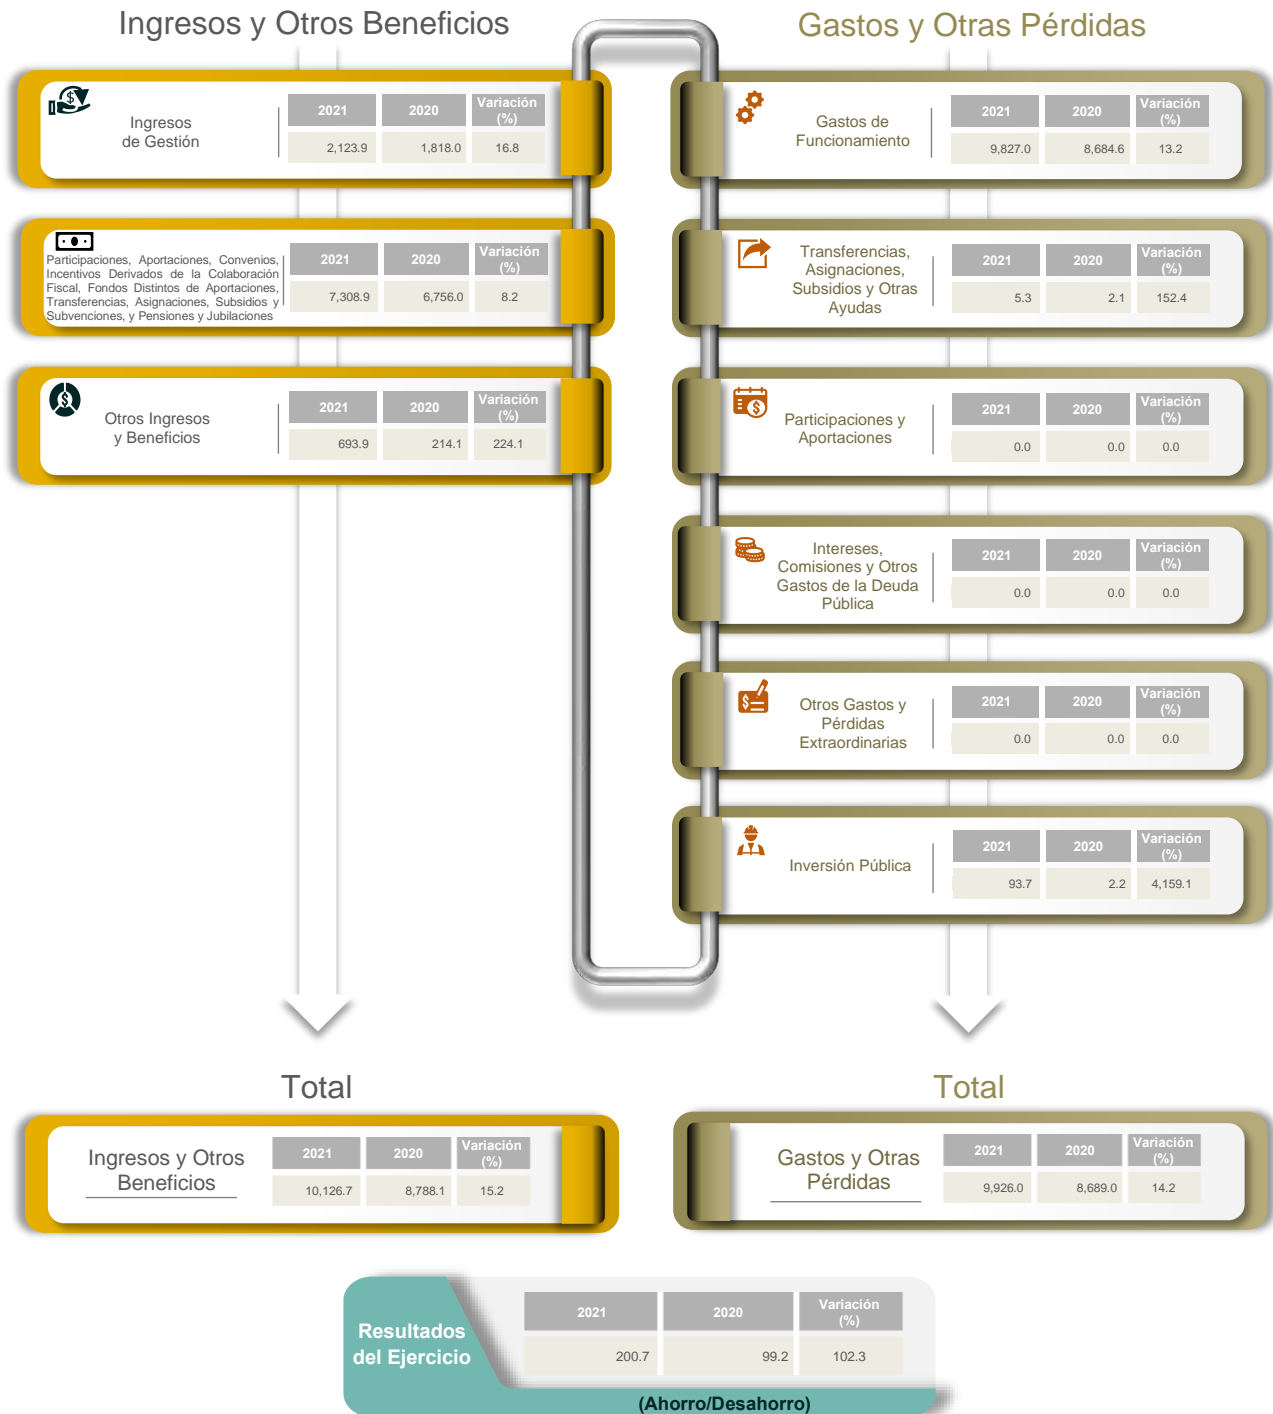 Ingresos y Otros Beneficios
Ingresos
de Gestión
2021 2020 Variación
(%)
2,123.9 1,818.0 16.8
Participaciones, Aportaciones, Convenios,
Incentivos Derivados de la Colaboración
Fiscal, Fondos Distintos de Aportaciones,
Transferencias, Asignaciones, Subsidios y
Subvenciones, y Pensiones y Jubilaciones
2021 2020 Variación
(%)
7,308.9 6,756.0 8.2
Otros Ingresos
y Beneficios
2021 2020 Variación
(%)
693.9 214.1 224.1
Gastos y Otras Pérdidas
Gastos de
Funcionamiento
2021 2020 Variación
(%)
9,827.0 8,684.6 13.2
Transferencias,
Asignaciones,
Subsidios y Otras
Ayudas
2021 2020 Variación
(%)
5.3 2.1 152.4
Participaciones y
Aportaciones
2021 2020 Variación
(%)
0.0 0.0 0.0
Intereses,
Comisiones y Otros
Gastos de la Deuda
Pública
2021 2020 Variación
(%)
0.0 0.0 0.0
Otros Gastos y
Pérdidas
Extraordinarias
2021 2020 Variación
(%)
0.0 0.0 0.0
Inversión Pública
2021 2020 Variación
(%)
93.7 2.2 4,159.1
Total
Ingresos y Otros
Beneficios
2021 2020 Variación
(%)
10,126.7 8,788.1 15.2
Total
Gastos y Otras
Pérdidas
2021 2020 Variación
(%)
9,926.0 8,689.0 14.2
Resultados
del Ejercicio
2021 2020 Variación
(%)
200.7 99.2 102.3
(Ahorro/Desahorro)